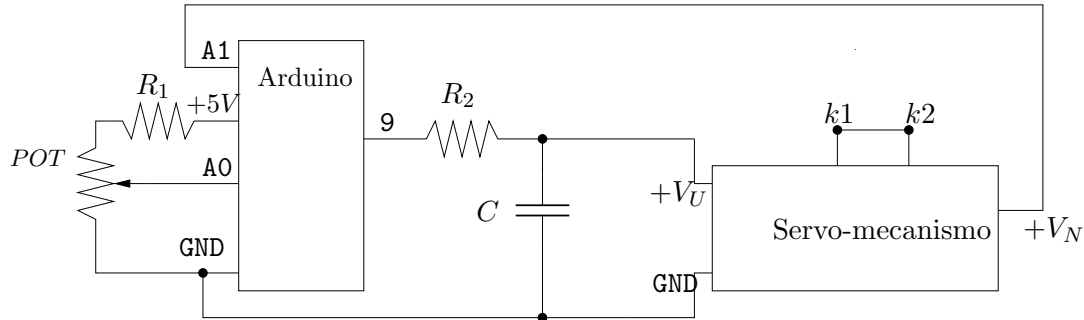 A1
Arduino
R1
+5V
R2
9
k1 k2
POT
A0
+VU
C
Servo-mecanismo
+VN
GND
GND